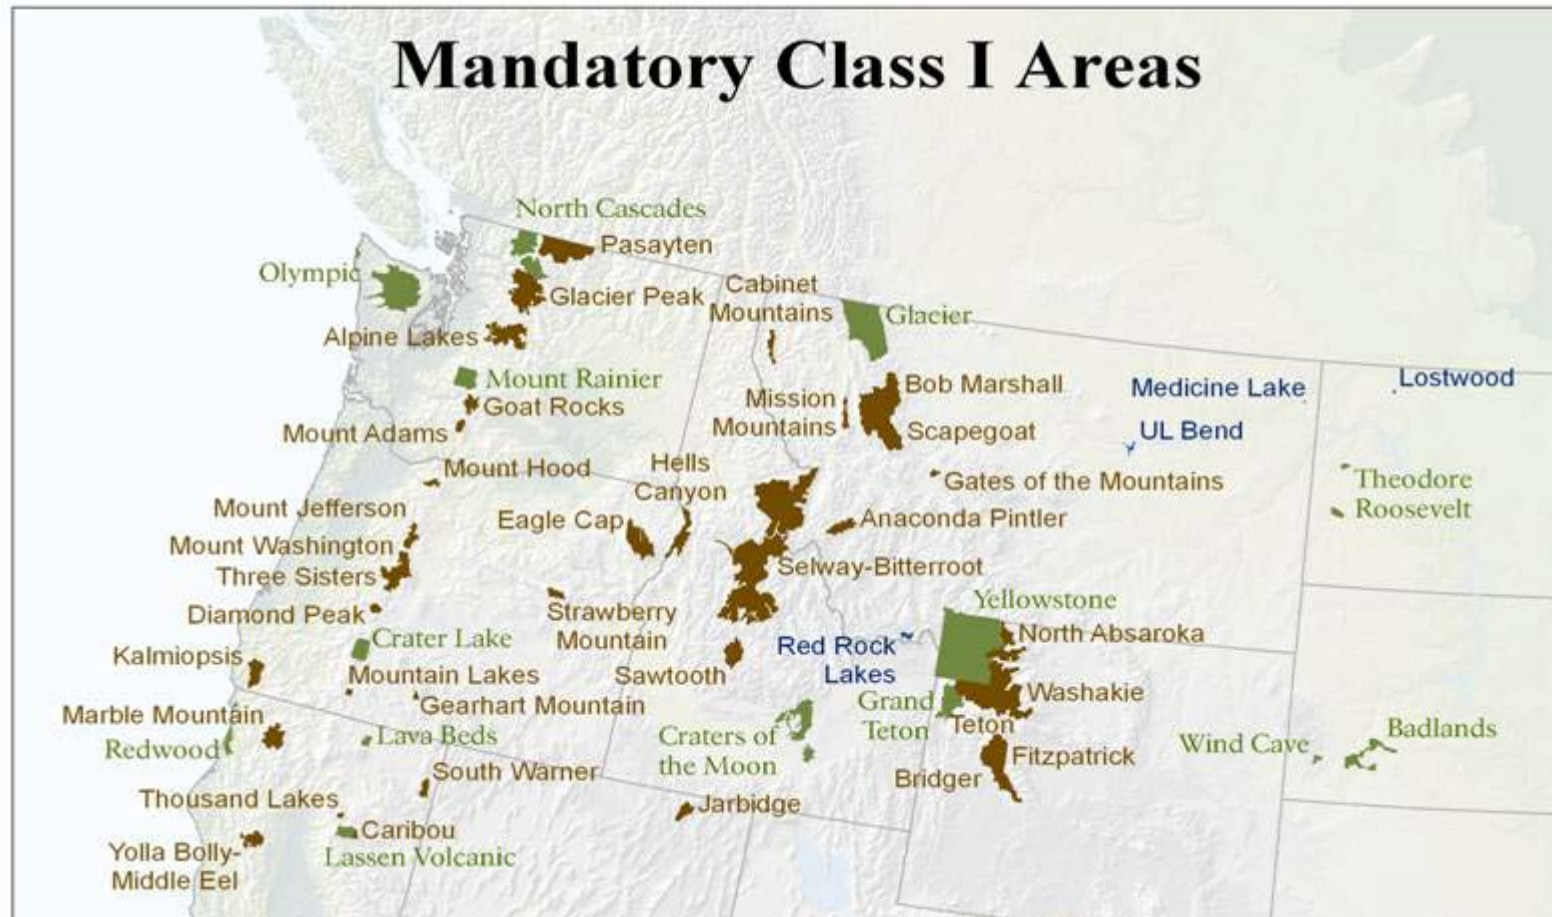 Mandatory Class I Areas
North Cascades
Pasayten
Olympic
Glacier Peak
Cabinet
Mountains
Glacier
Alpine Lakes
Mount Rainier
Goat Rocks
Mount Adams
Mission
Mountains
Bob Marshall
Scapegoat
Medicine Lake
Lostwood
UL Bend
Mount Hood
Hells
Canyon
Gates of the Mountains
Theodore
Roosevelt
Mount Jefferson
Eagle Cap
Anaconda Pintler
Mount Washington
Three Sisters
Selway-Bitterroot
Diamond Peak
Strawberry
Mountain
Yellowstone
North Absaroka
Crater Lake
Kalmiopsis
Mountain Lakes
Sawtooth
Red Rock
Lakes
Gearhart Mountain
Grand
Teton
Washakie
Teton
Marble Mountain
Redwood
Lava Beds
Craters of
the Moon
Wind Cave
Badlands
Fitzpatrick
Bridger
South Warner
Thousand Lakes
Jarbidge
Caribou
Lassen Volcanic
Yolla Bolly-
Middle Eel